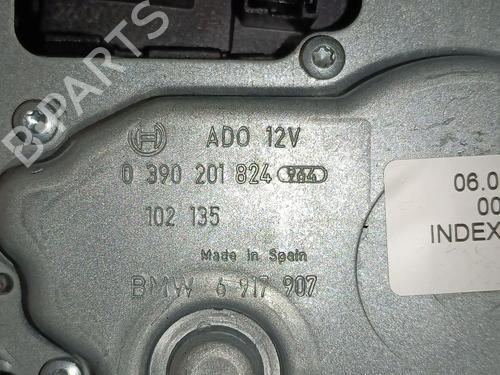 B-PARTS
ADO 12V
0 390 201 824 964
102 135
Made in Spain
BMW 6 917 907
06.0
00
INDEX